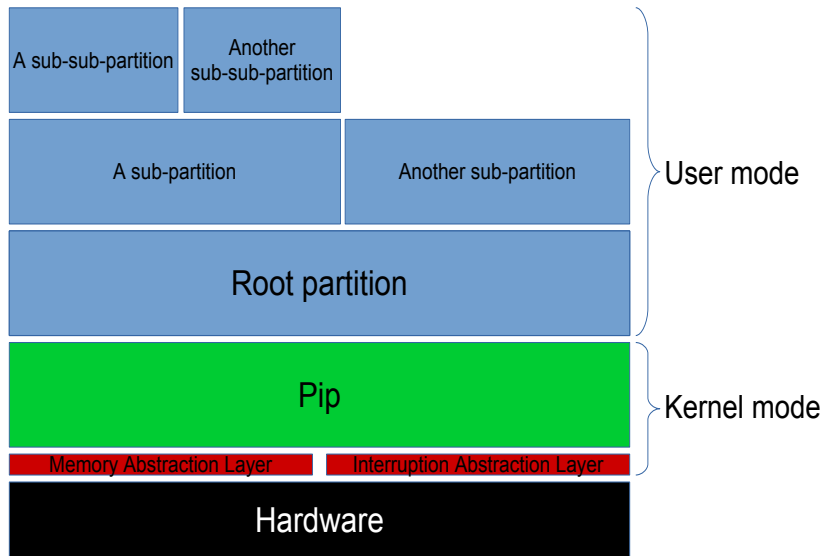 A sub-sub-partition
Another
sub-sub-partition
A sub-partition
Another sub-partition
User mode
Root partition
Pip
Kernel mode
Memory Abstraction Layer
Interruption Abstraction Layer
Hardware